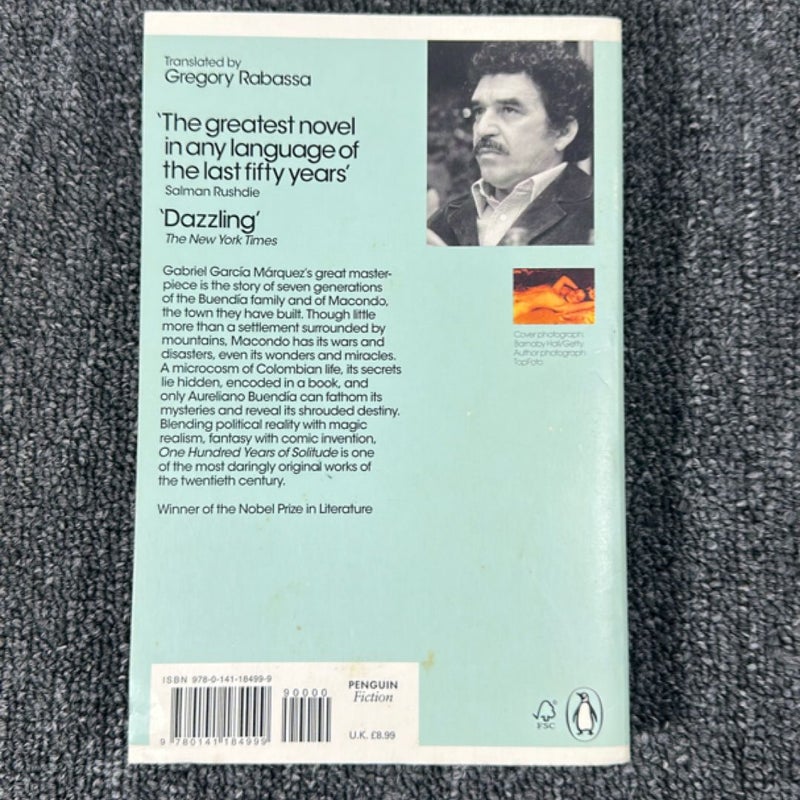 Translated by
Gregory Rabassa
‘The greatest novel
in any language of
the last fifty years’
Salman Rushdie
‘Dazzling’
The New York Times
Gabriel García Márquez’s great master-
piece is the story of seven generations
of the Buendía family and of Macondo,
the town they have built. Though little
more than a settlement surrounded by
mountains, Macondo has its wars and
disasters, even its wonders and miracles.
A microcosm of Colombian life, its secrets
lie hidden, encoded in a book, and
only Aureliano Buendía can fathom its
mysteries and reveal its shrouded destiny.
Blending political reality with magic
realism, fantasy with comic invention,
One Hundred Years of Solitude is one
of the most daringly original works of
the twentieth century.
Winner of the Nobel Prize in Literature
Cover photograph:
Barnaby Hall/Getty.
Author photograph:
TopFoto
ISBN 978-0-141-18499-9
90000
9 780141 184999
PENGUIN
Fiction
U.K. £8.99
FSC